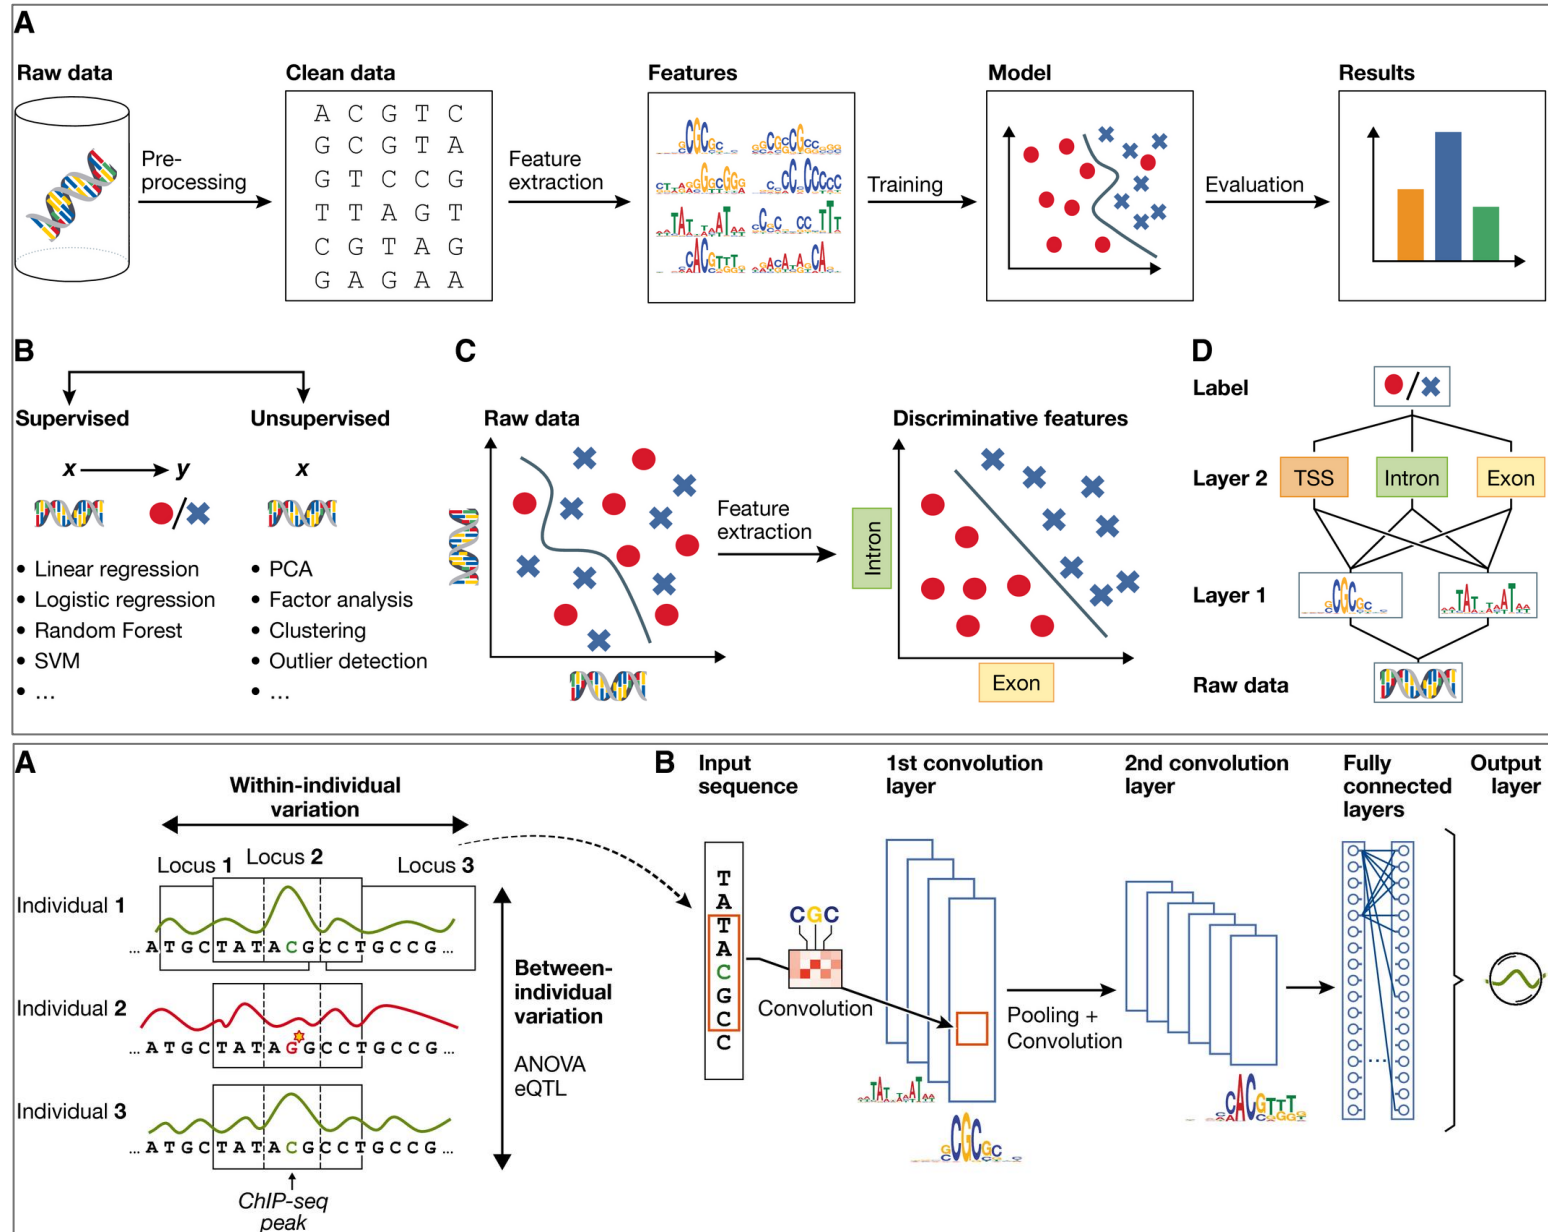 A
Raw data
Clean data
Features
Model
Results
Pre-
processing
A C G T C
G C G T A
G T C C G
T T A G T
C G T A G
G A G A A
Feature
extraction
Training
Evaluation
B
Supervised
Unsupervised
x
y
x
/
• Linear regression
• Logistic regression
• Random Forest
• SVM
• ...
• PCA
• Factor analysis
• Clustering
• Outlier detection
• ...
C
Raw data
Feature
extraction
Discriminative features
Intron
Exon
D
Label
/
Layer 2
TSS
Intron
Exon
Layer 1
Raw data
A
Within-individual
variation
Locus 1
Locus 2
Locus 3
Individual 1
... A T G C T A T A C G C C T G C C G ...
Individual 2
... A T G C T A T A G G C C T G C C G ...
Individual 3
... A T G C T A T A C G C C T G C C G ...
ChIP-seq
peak
Between-
individual
variation
ANOVA
eQTL
B
Input
sequence
1st convolution
layer
2nd convolution
layer
Fully
connected
layers
Output
layer
T
A
T
A
C
G
C
C
CGC
Convolution
Pooling +
Convolution
...